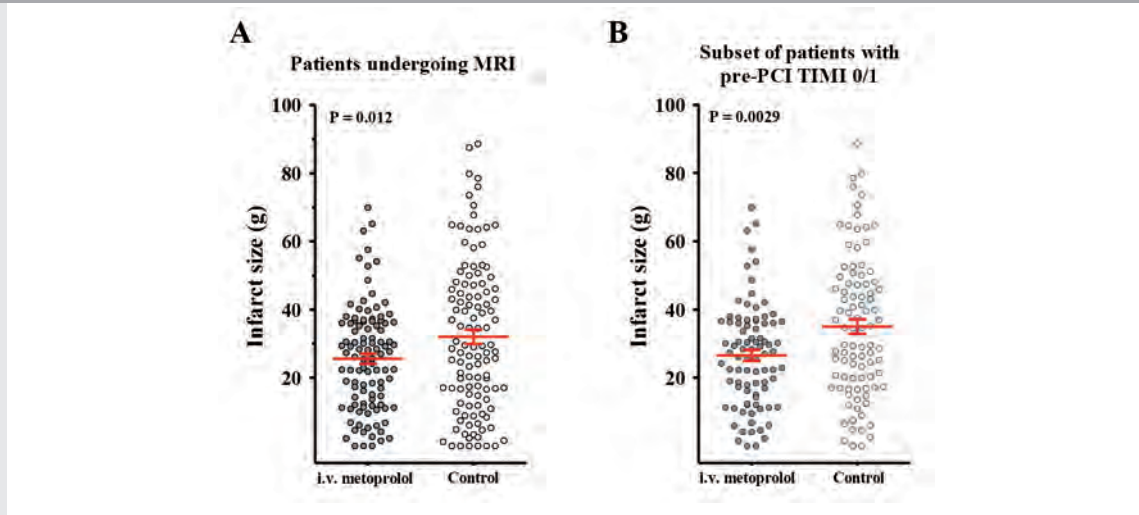 A
Patients undergoing MRI
P = 0.012
100
80
60
40
20
Infarct size (g)
i.v. metoprolol
Control
B
Subset of patients with
pre-PCI TIMI 0/1
P = 0.0029
100
80
60
40
20
Infarct size (g)
i.v. metoprolol
Control